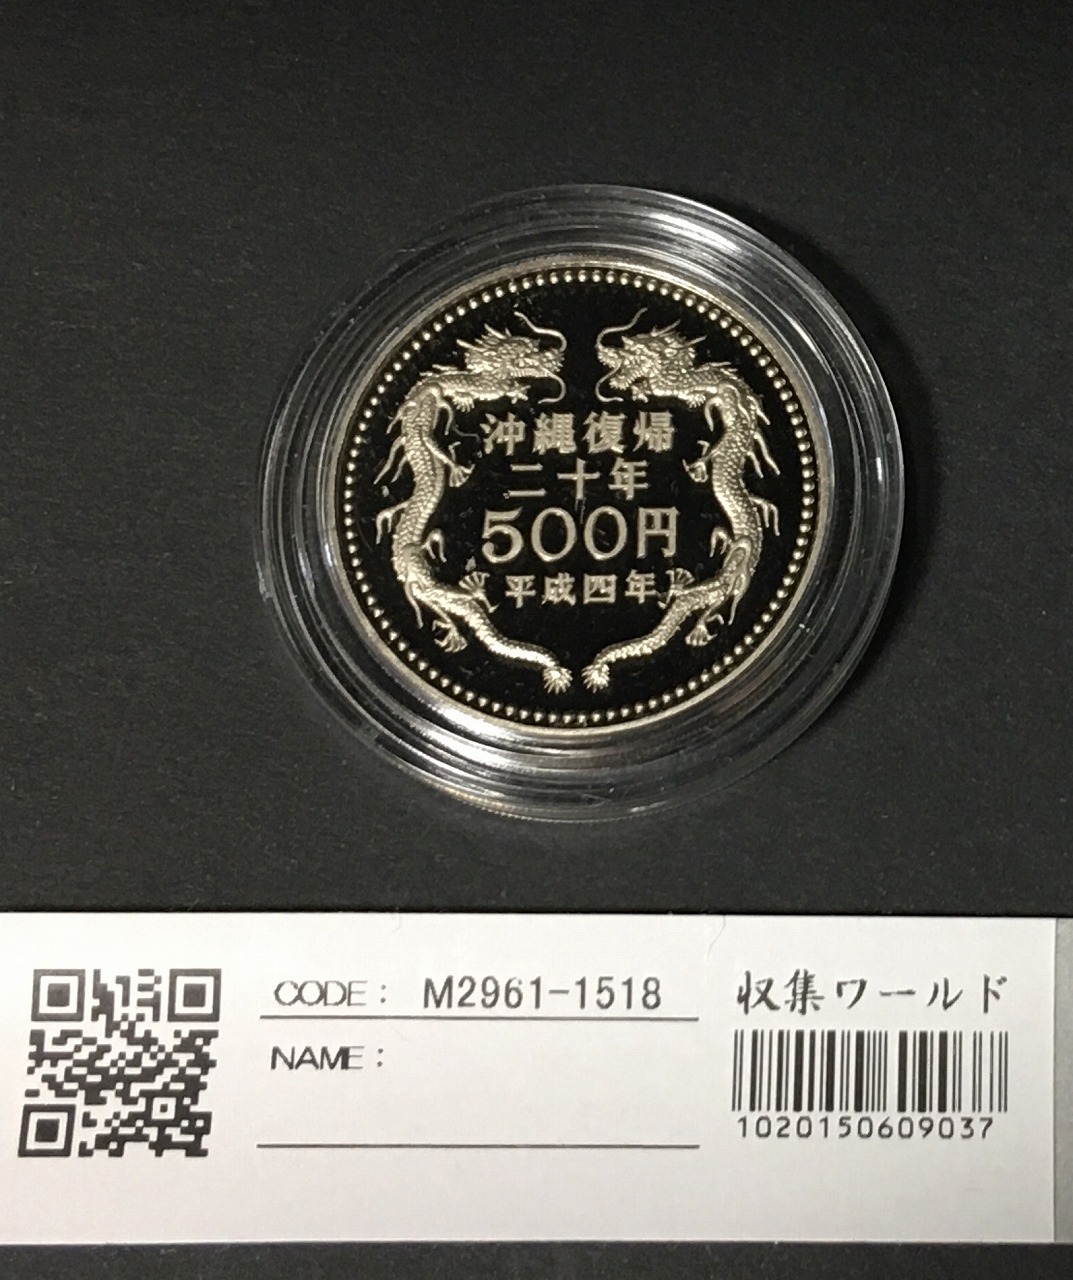 沖縄復帰
二十年
500円
平成四年
CODE: M2961-1518
NAME:
収集ワールド
1020150609037